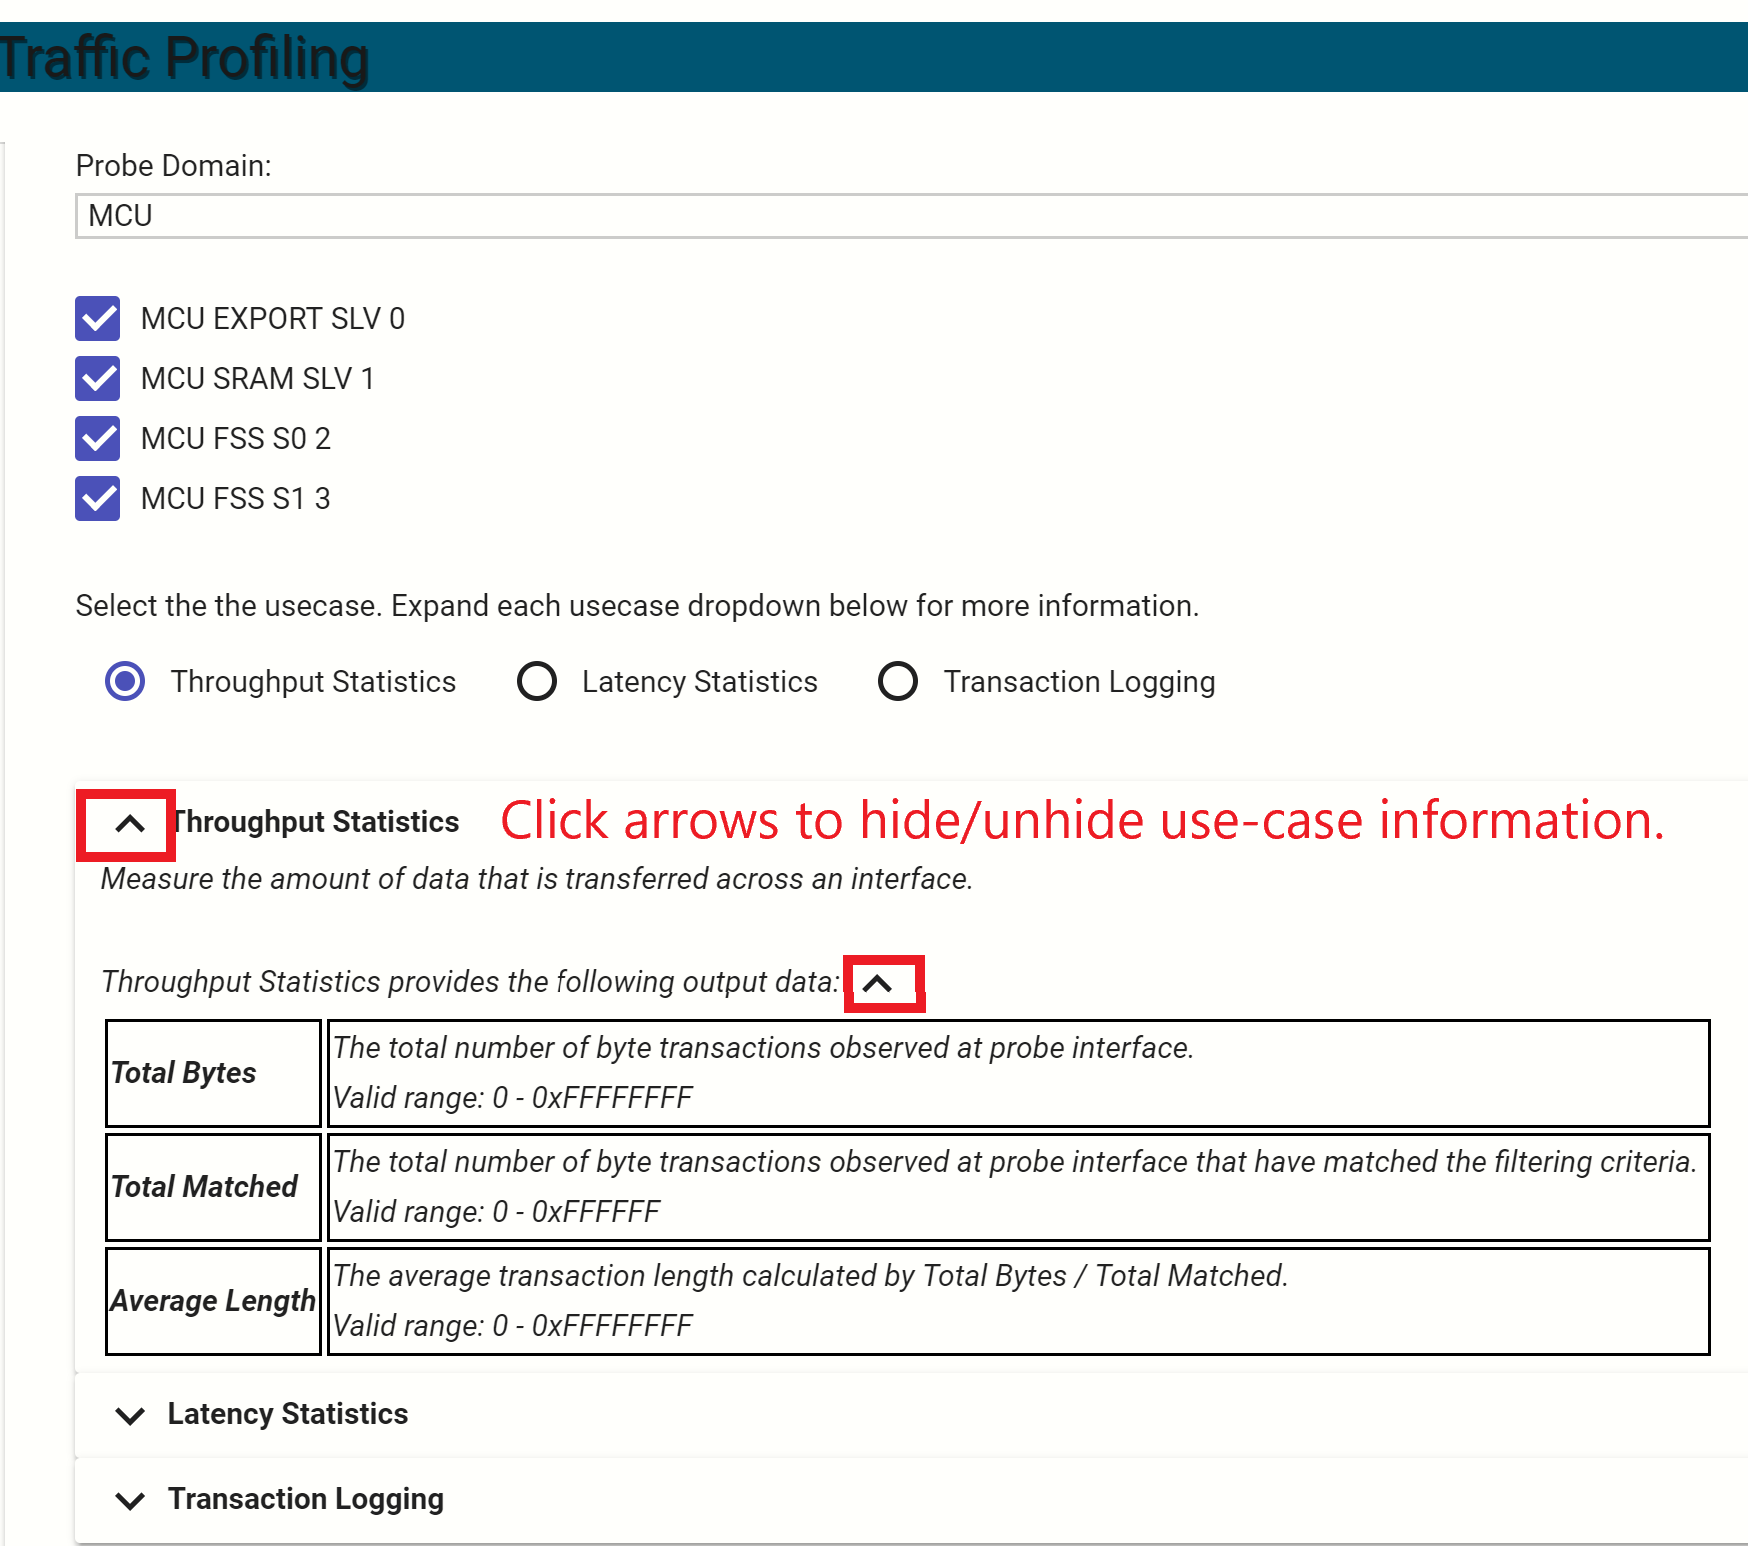 Traffic Profiling
Probe Domain:
MCU
MCU EXPORT SLV 0
MCU SRAM SLV 1
MCU FSS S0 2
MCU FSS S1 3
Select the the usecase. Expand each usecase dropdown below for more information.
Throughput Statistics Latency Statistics Transaction Logging
Throughput Statistics Click arrows to hide/unhide use-case information.
Measure the amount of data that is transferred across an interface.
Throughput Statistics provides the following output data:
Total Bytes
The total number of byte transactions observed at probe interface.
Valid range: 0 - 0xFFFFFFFF
Total Matched
The total number of byte transactions observed at probe interface that have matched the filtering criteria.
Valid range: 0 - 0xFFFFFF
Average Length
The average transaction length calculated by Total Bytes / Total Matched.
Valid range: 0 - 0xFFFFFFFF
Latency Statistics
Transaction Logging